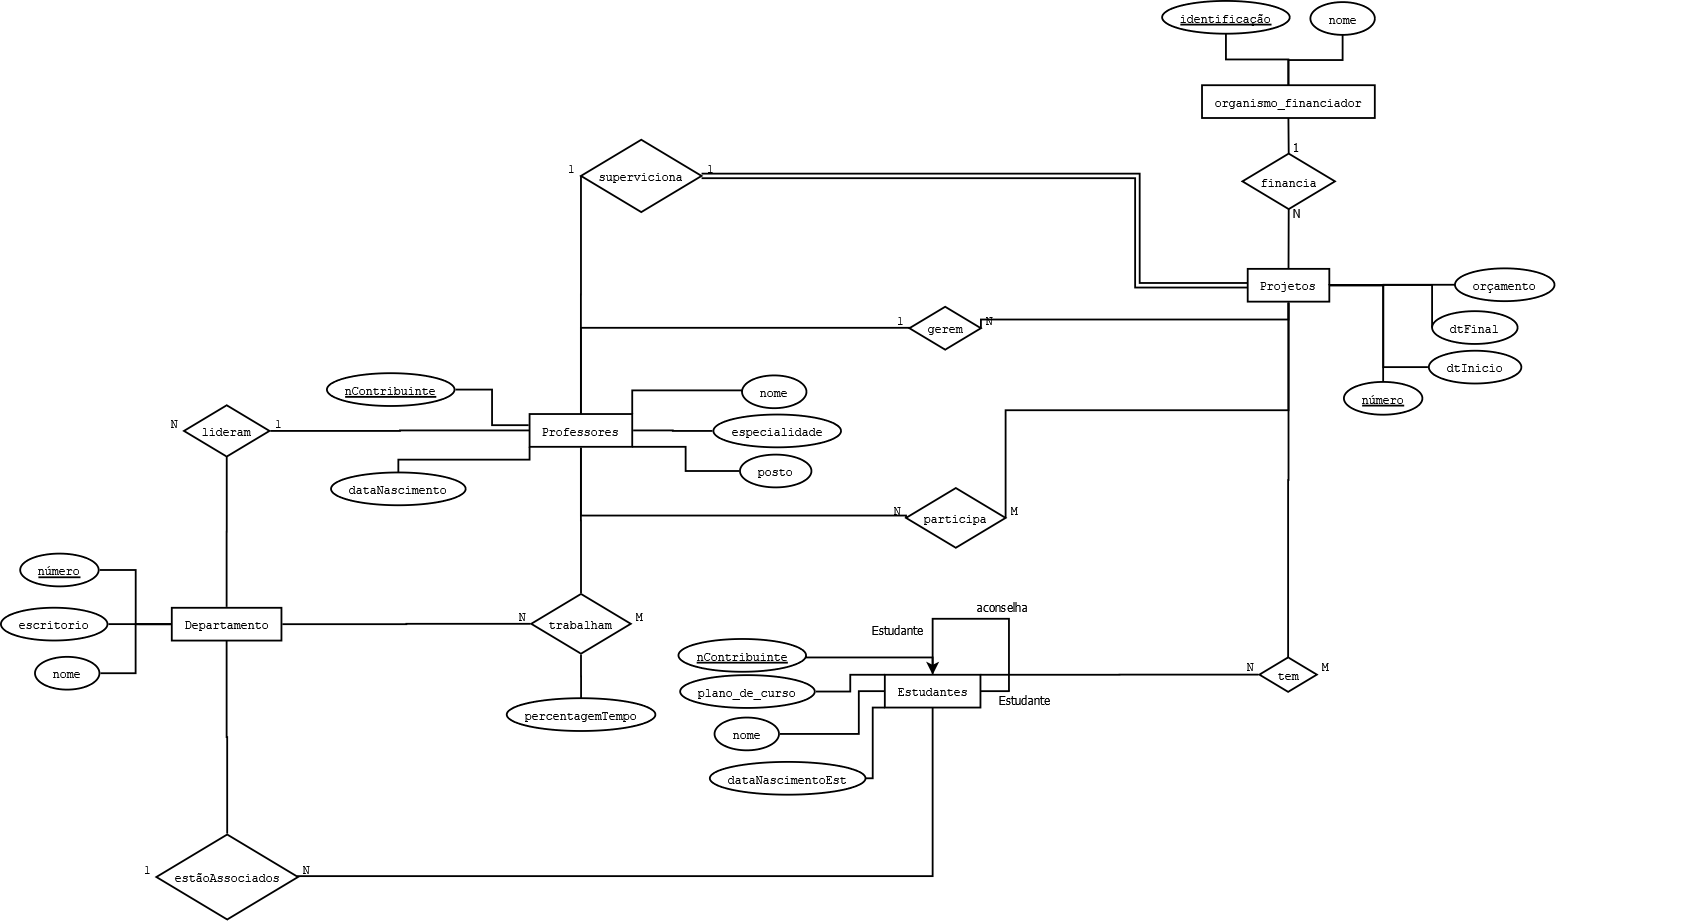 identificação
nome
organismo_financiador
1
financia
N
1
superviciona
1
Projetos
orçamento
dtFinal
dtInicio
número
1
gerem
N
nContribuinte
nome
N
lideram
1
Professores
especialidade
posto
dataNascimento
N
participa
M
número
escritorio
nome
Departamento
N
trabalham
M
percentagemTempo
aconselha
Estudante
nContribuinte
plano_de_curso
nome
dataNascimentoEst
Estudantes
Estudante
N
tem
M
1
estãoAssociados
N